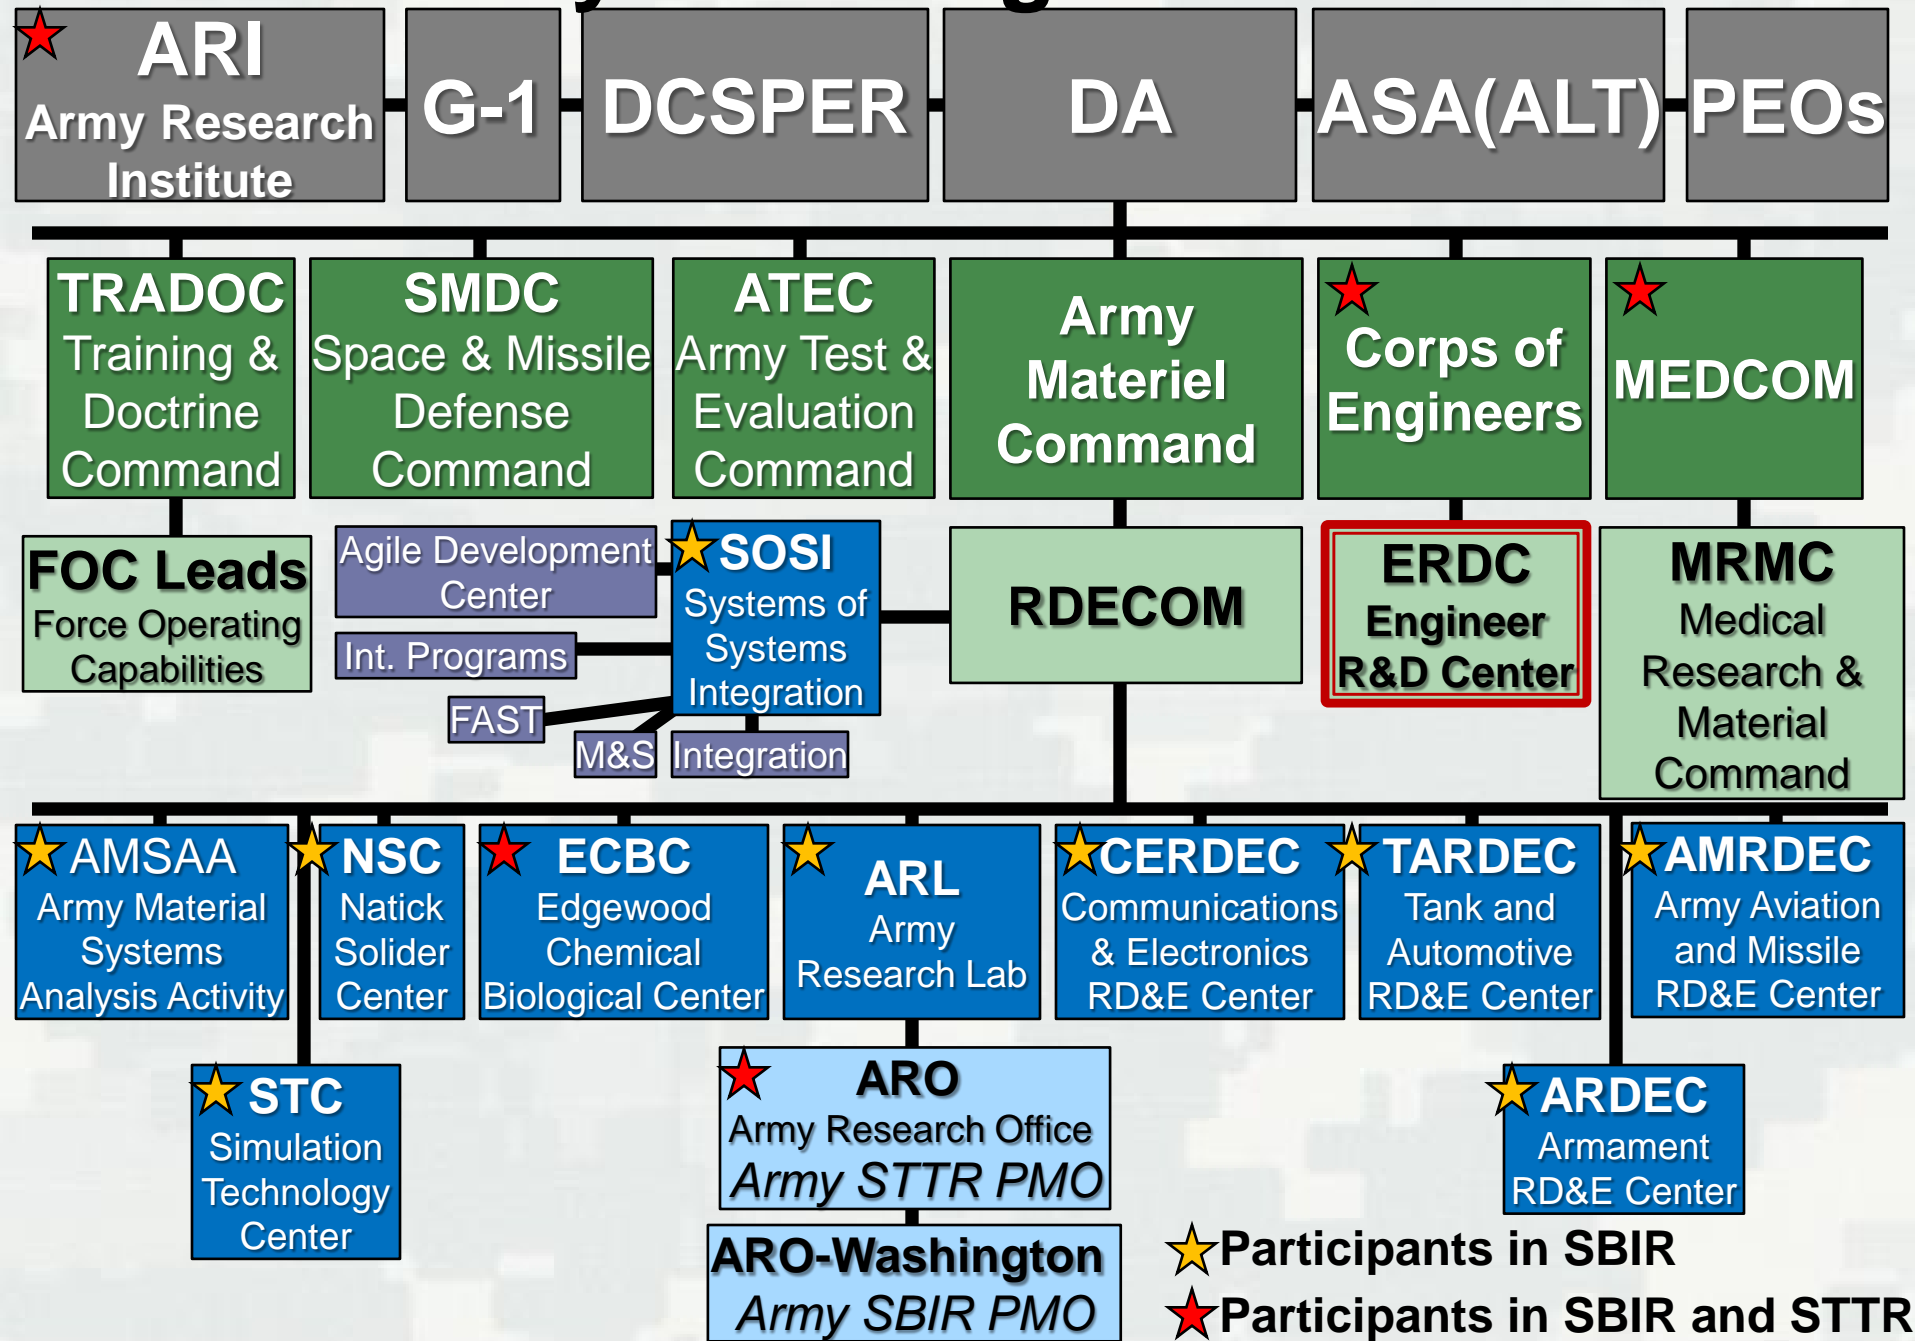 ARI
Army Research
Institute
G-1
DCSPER
DA
ASA(ALT)
PEOs
TRADOC
Training &
Doctrine
Command
SMDC
Space & Missile
Defense
Command
ATEC
Army Test &
Evaluation
Command
Army
Materiel
Command
Corps of
Engineers
MEDCOM
FOC Leads
Force Operating
Capabilities
Agile Development
Center
Int. Programs
FAST
M&S
Integration
SOSI
Systems of
Systems
Integration
RDECOM
ERDC
Engineer
R&D Center
MRMC
Medical
Research &
Material
Command
AMSAA
Army Material
Systems
Analysis Activity
NSC
Natick
Solider
Center
ECBC
Edgewood
Chemical
Biological Center
ARL
Army
Research Lab
CERDEC
Communications
& Electronics
RD&E Center
TARDEC
Tank and
Automotive
RD&E Center
AMRDEC
Army Aviation
and Missile
RD&E Center
STC
Simulation
Technology
Center
ARO
Army Research Office
Army STTR PMO
ARDEC
Armament
RD&E Center
ARO-Washington
Army SBIR PMO
Participants in SBIR
Participants in SBIR and STTR